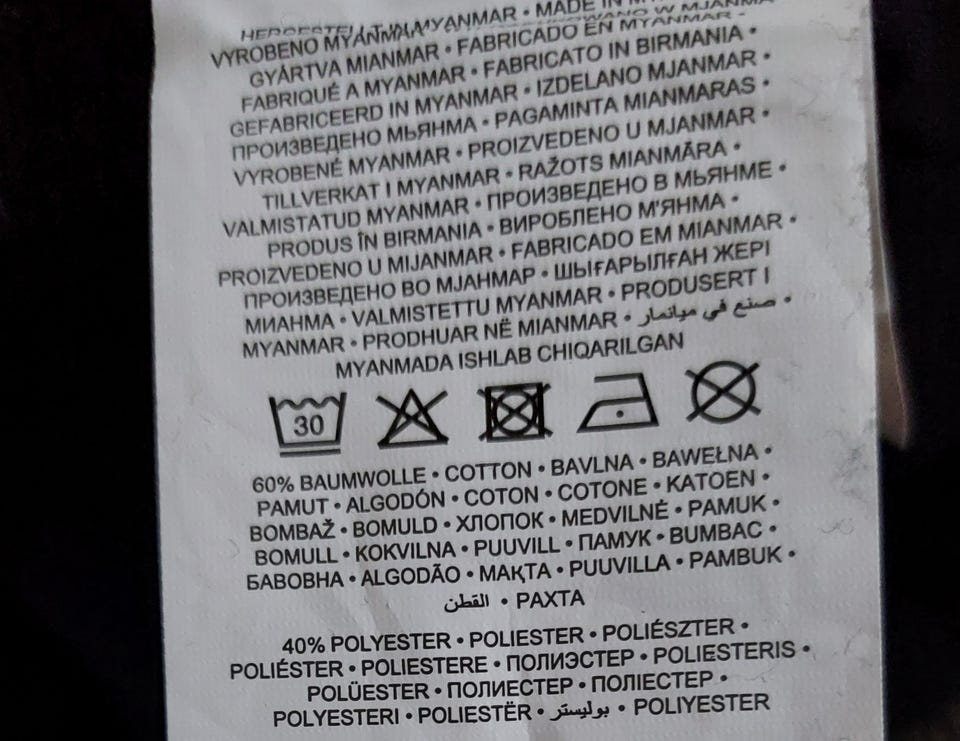 MYANMAR • MADE IN
VYROBENO MYANMAR • FABRICADO EN MYANMAR •
GYÁRTVA MIANMAR • FABRICATO IN BIRMANIA •
FABRIQUÉ A MYANMAR • IZDELANO MJANMAR •
GEFABRICEERD IN MYANMAR • PAGAMINTA MIANMARAS •
ПРОИЗВЕДЕНО МЬЯНМА • PROIZVEDENO U MJANMAR •
VYROBENÉ MYANMAR • RAŽOTS MIANMĀRA •
TILLVERKAT I MYANMAR • ПРОИЗВЕДЕНО В МЬЯНМЕ •
VALMISTATUD MYANMAR • ВИРОБЛЕНО М'ЯНМА •
PRODUS ÎN BIRMANIA • FABRICADO EM MIANMAR •
PROIZVEDENO U MIJANMAR • ШЫҒАРЫЛҒАН ЖЕРІ
ПРОИЗВЕДЕНО ВО МЈАНМАР • PRODUSERT I
МИАНМА • VALMISTETTU MYANMAR • صنع في ميانمار •
MYANMAR • PRODHUAR NË MIANMAR •
MYANMADA ISHLAB CHIQARILGAN
30
60% BAUMWOLLE • COTTON • BAVLNA • BAWEŁNA •
PAMUT • ALGODÓN • COTON • COTONE • KATOEN •
BOMBAŽ • BOMULD • ХЛОПОК • MEDVILNĖ • PAMUK •
BOMULL • KOKVILNA • PUUVILL • ПАМУК • BUMBAC •
БАВОВНА • ALGODÃO • МАҚТА • PUUVILLA • PAMBUK •
القطن • PAXTA
40% POLYESTER • POLIESTER • POLIÉSZTER •
POLIÉSTER • POLIESTERE • ПОЛИЭСТЕР • POLIESTERIS •
POLÜESTER • ПОЛИЕСТЕР • ПОЛІЕСТЕР •
POLYESTERI • POLIESTËR • بوليستر • POLIYESTER